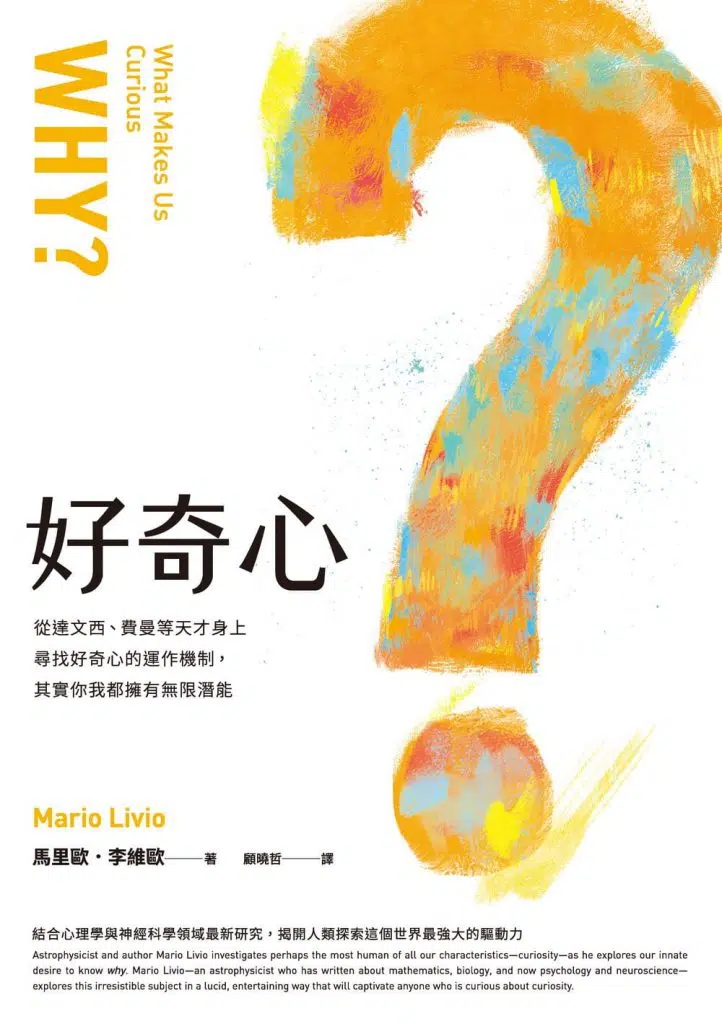 WHY?
What Makes Us
Curious
好奇心
從達文西、費曼等天才身上
尋找好奇心的運作機制，
其實你我都擁有無限潛能
Mario Livio
馬里歐・李維歐——著 顧曉哲——譯
結合心理學與神經科學領域最新研究，揭開人類探索這個世界最強大的驅動力
Astrophysicist and author Mario Livio investigates perhaps the most human of all our characteristics—curiosity—as he explores our innate
desire to know why. Mario Livio—an astrophysicist who has written about mathematics, biology, and now psychology and neuroscience—
explores this irresistible subject in a lucid, entertaining way that will captivate anyone who is curious about curiosity.